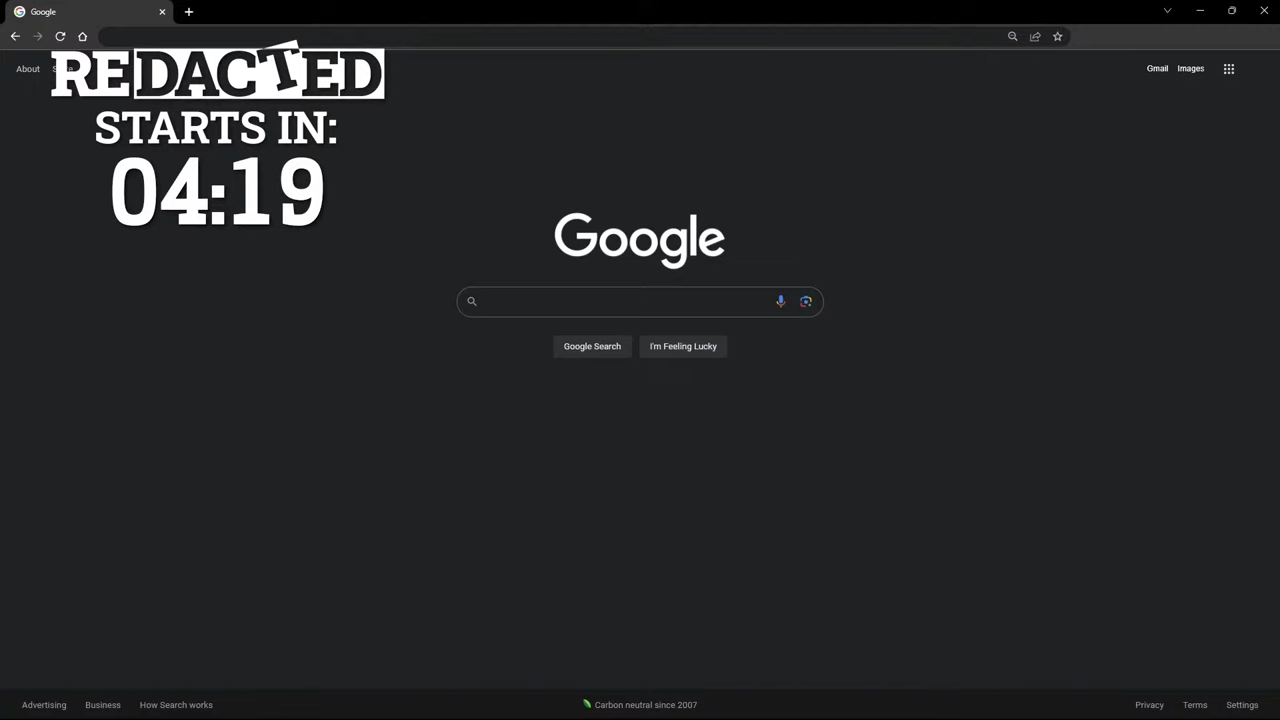 Google
About
Gmail Images
REDACTED
STARTS IN:
04:19
Google
Google Search I'm Feeling Lucky
Advertising Business How Search works
Carbon neutral since 2007
Privacy Terms Settings